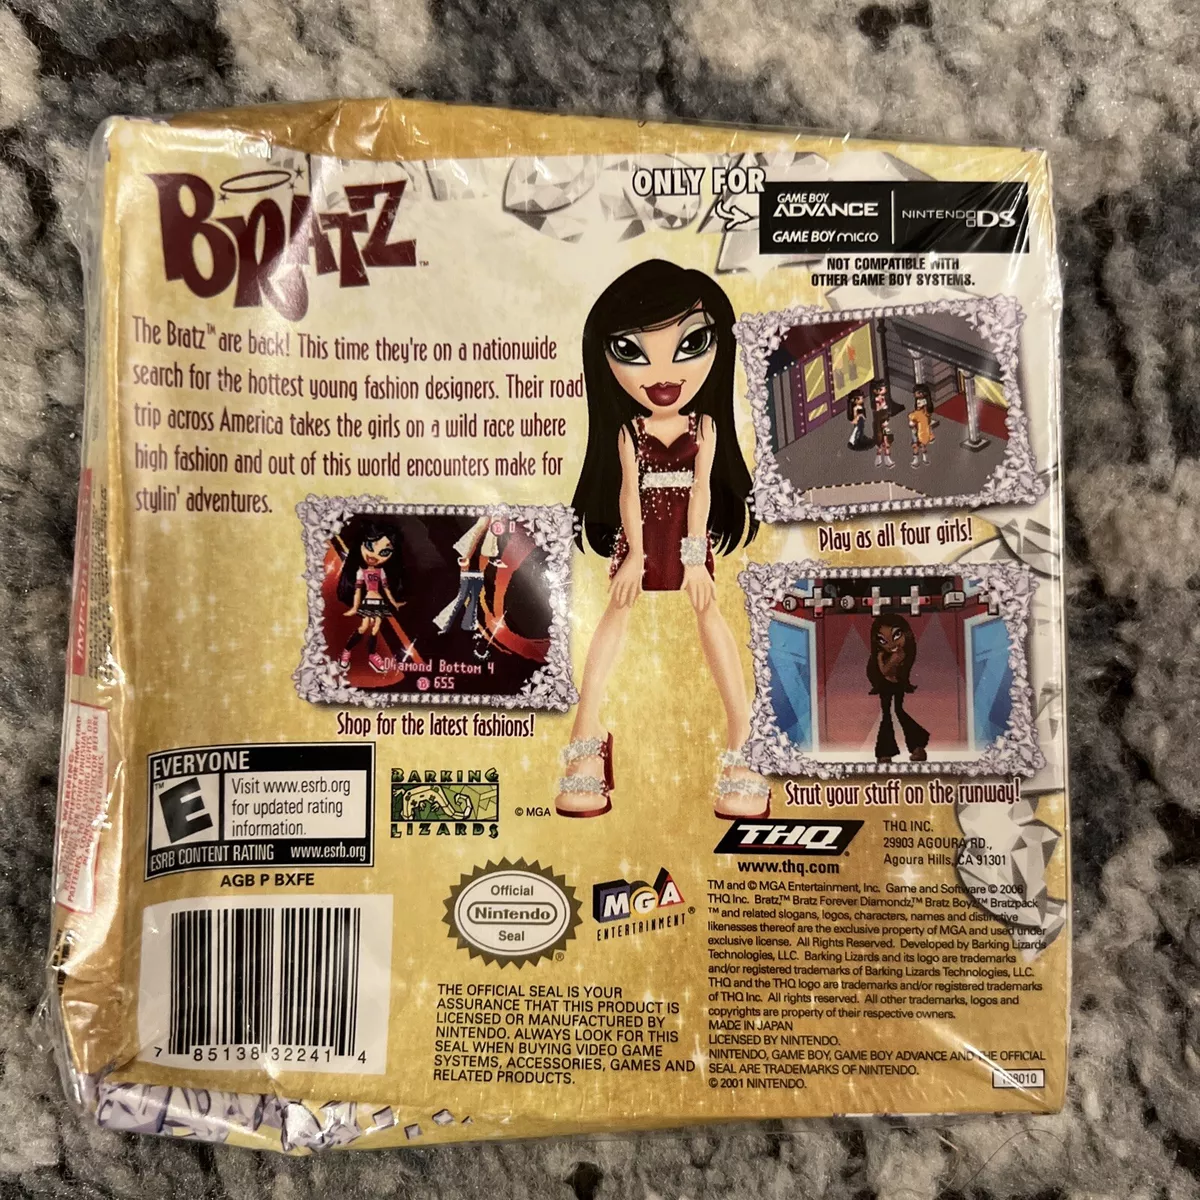 BRATZ™
ONLY FOR
GAME BOY
ADVANCE
GAME BOY micro
NINTENDO DS
NOT COMPATIBLE WITH
OTHER GAME BOY SYSTEMS.
The Bratz™ are back! This time they're on a nationwide
search for the hottest young fashion designers. Their road
trip across America takes the girls on a wild race where
high fashion and out of this world encounters make for
stylin' adventures.
Play as all four girls!
Diamond Bottom 4
655
Shop for the latest fashions!
Strut your stuff on the runway!
EVERYONE
E™
Visit www.esrb.org
for updated rating
information.
ESRB CONTENT RATING www.esrb.org
AGB P BXFE
BARKING
LIZARDS
© MGA
THQ®
www.thq.com
THQ INC.
29903 AGOURA RD.,
Agoura Hills, CA 91301
Official
Nintendo
Seal
®
MGA
ENTERTAINMENT®
THE OFFICIAL SEAL IS YOUR
ASSURANCE THAT THIS PRODUCT IS
LICENSED OR MANUFACTURED BY
NINTENDO. ALWAYS LOOK FOR THIS
SEAL WHEN BUYING VIDEO GAME
SYSTEMS, ACCESSORIES, GAMES AND
RELATED PRODUCTS.
TM and © MGA Entertainment, Inc. Game and Software © 2006
THQ Inc. Bratz,™ Bratz Forever Diamondz,™ Bratz Boyz™ Bratzpack
™ and related slogans, logos, characters, names and distinctive
likenesses thereof are the exclusive property of MGA and used under
exclusive license. All Rights Reserved. Developed by Barking Lizards
Technologies, LLC. Barking Lizards and its logo are trademarks
and/or registered trademarks of Barking Lizards Technologies, LLC.
THQ and the THQ logo are trademarks and/or registered trademarks
of THQ Inc. All rights reserved. All other trademarks, logos and
copyrights are property of their respective owners.
MADE IN JAPAN
LICENSED BY NINTENDO.
NINTENDO, GAME BOY, GAME BOY ADVANCE AND THE OFFICIAL
SEAL ARE TRADEMARKS OF NINTENDO.
© 2001 NINTENDO.
7 85138 32241 4